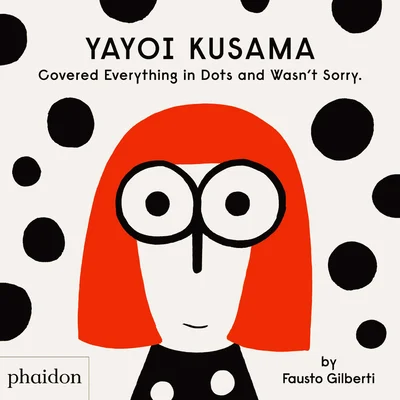 YAYOI KUSAMA
Covered Everything in Dots and Wasn't Sorry.
by
Fausto Gilberti
phaidon